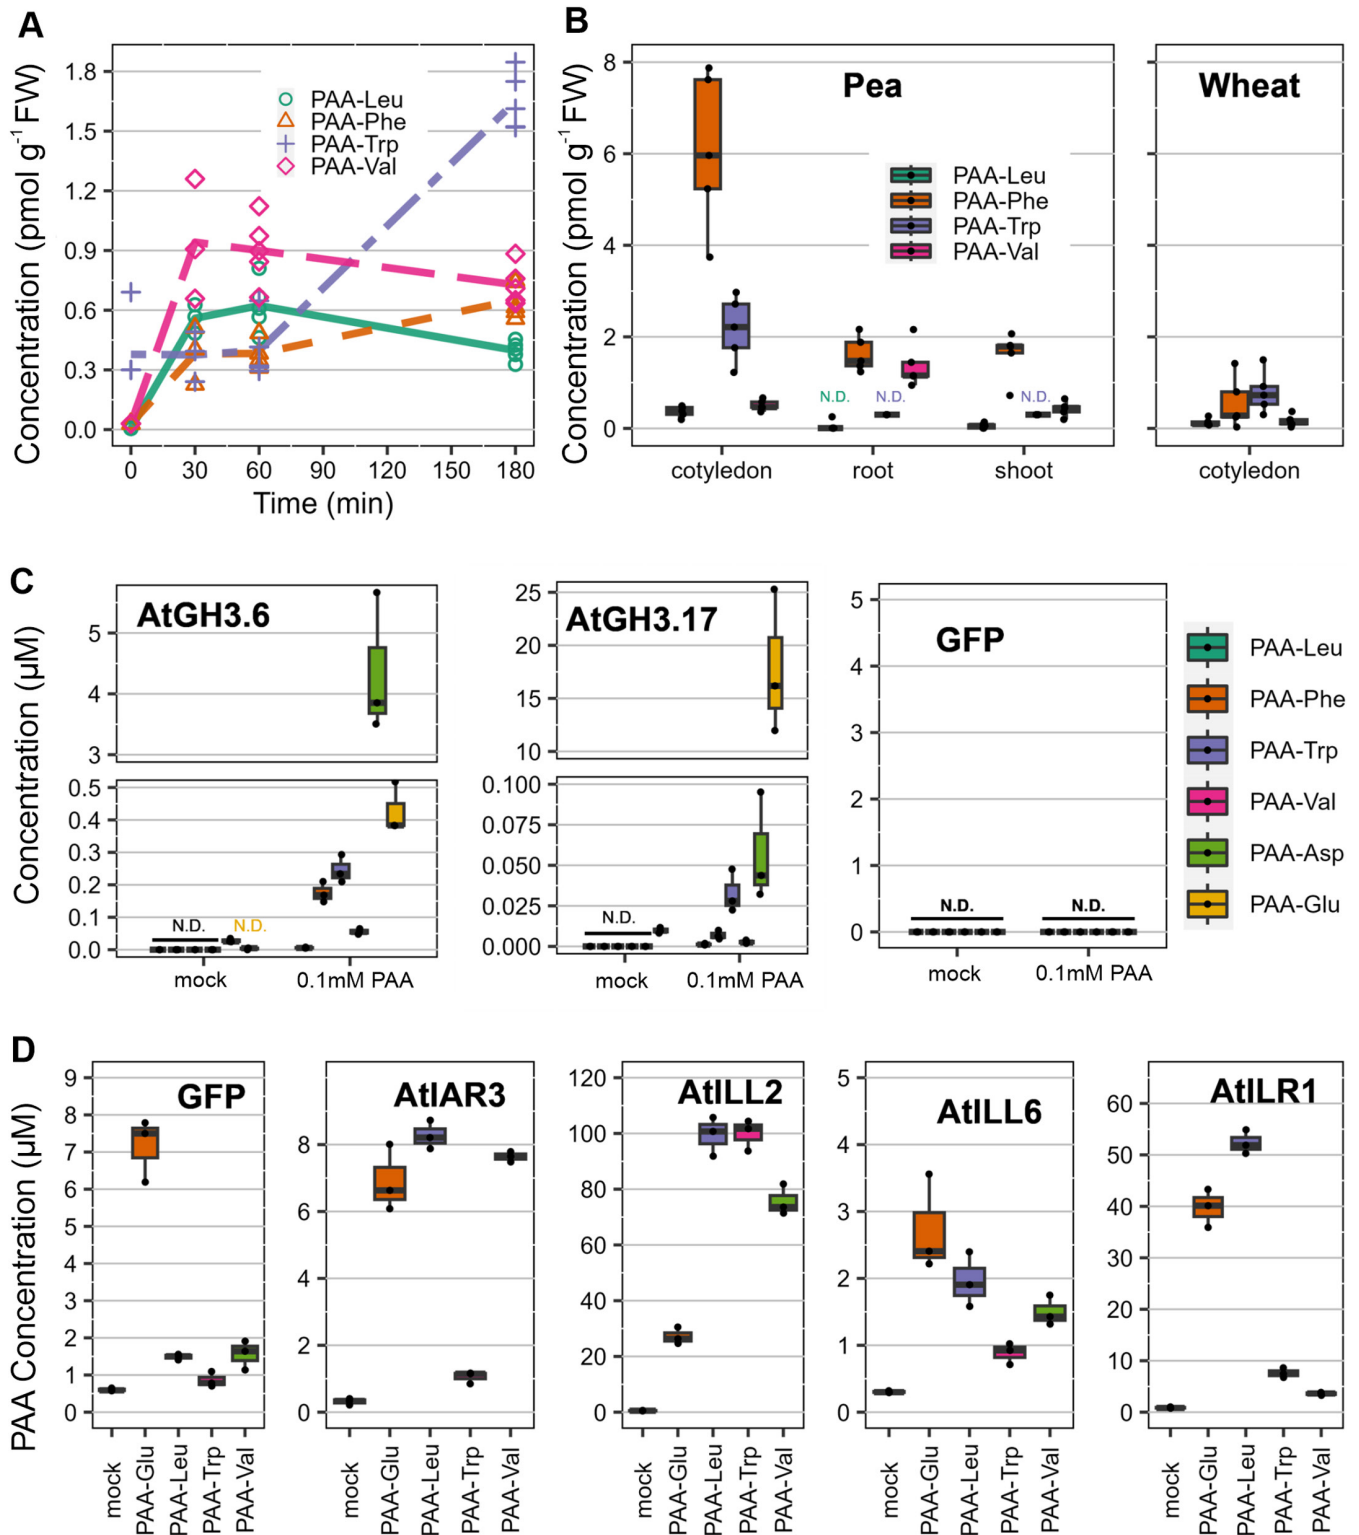 A
Concentration (pmol g⁻¹ FW)
1.8
1.5
1.2
0.9
0.6
0.3
0.0
PAA-Leu
PAA-Phe
PAA-Trp
PAA-Val
0 30 60 90 120 150 180
Time (min)
B
Concentration (pmol g⁻¹ FW)
8
6
4
2
0
Pea
PAA-Leu
PAA-Phe
PAA-Trp
PAA-Val
N.D. N.D. N.D.
cotyledon root shoot
Wheat
cotyledon
C
Concentration (µM)
AtGH3.6
5
4
3
0.5
0.4
0.3
0.2
0.1
0.0
N.D. N.D.
mock 0.1mM PAA
AtGH3.17
25
20
15
10
0.100
0.075
0.050
0.025
0.000
N.D.
mock 0.1mM PAA
GFP
5
4
3
2
1
0
N.D. N.D.
mock 0.1mM PAA
PAA-Leu
PAA-Phe
PAA-Trp
PAA-Val
PAA-Asp
PAA-Glu
D
PAA Concentration (µM)
GFP
9
8
7
6
5
4
3
2
1
0
mock
PAA-Glu
PAA-Leu
PAA-Trp
PAA-Val
AtIAR3
8
6
4
2
0
mock
PAA-Glu
PAA-Leu
PAA-Trp
PAA-Val
AtILL2
120
100
80
60
40
20
0
mock
PAA-Glu
PAA-Leu
PAA-Trp
PAA-Val
AtILL6
5
4
3
2
1
0
mock
PAA-Glu
PAA-Leu
PAA-Trp
PAA-Val
AtILR1
60
50
40
30
20
10
0
mock
PAA-Glu
PAA-Leu
PAA-Trp
PAA-Val